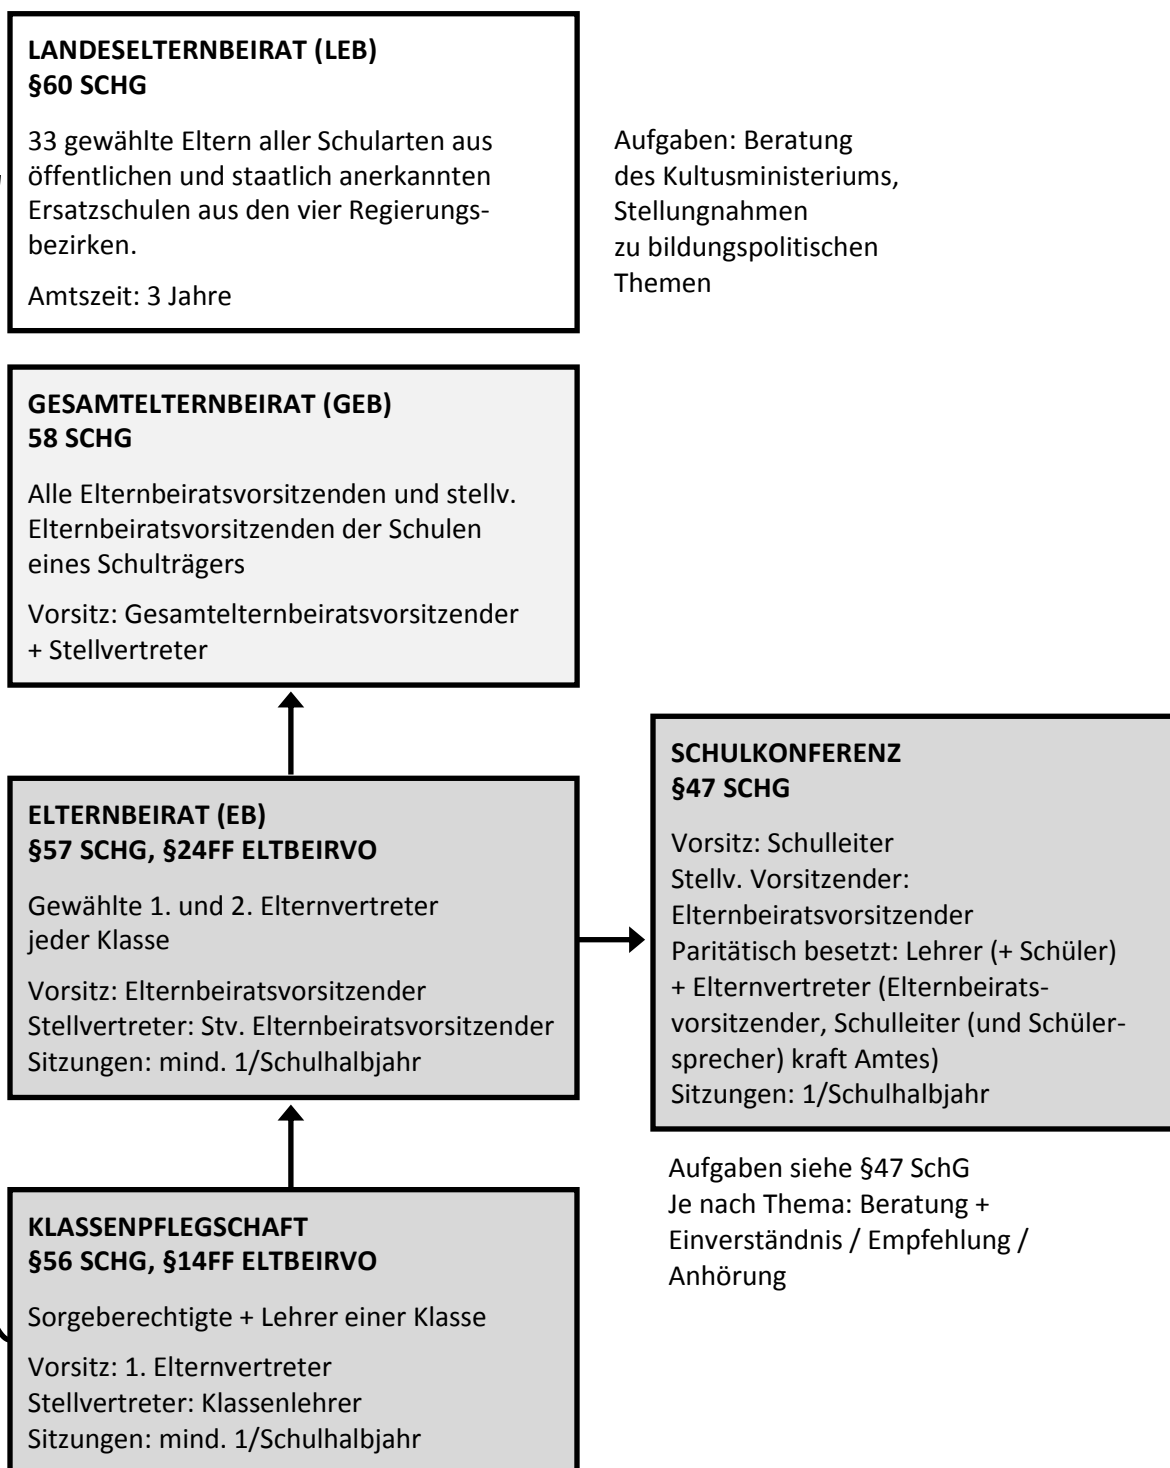 LANDESELTERNBEIRAT (LEB)
§60 SCHG
33 gewählte Eltern aller Schularten aus
öffentlichen und staatlich anerkannten
Ersatzschulen aus den vier Regierungs-
bezirken.
Amtszeit: 3 Jahre
Aufgaben: Beratung
des Kultusministeriums,
Stellungnahmen
zu bildungspolitischen
Themen
GESAMTELTERNBEIRAT (GEB)
58 SCHG
Alle Elternbeiratsvorsitzenden und stellv.
Elternbeiratsvorsitzenden der Schulen
eines Schulträgers
Vorsitz: Gesamtelternbeiratsvorsitzender
+ Stellvertreter
ELTERNBEIRAT (EB)
§57 SCHG, §24FF ELTBEIRVO
Gewählte 1. und 2. Elternvertreter
jeder Klasse
Vorsitz: Elternbeiratsvorsitzender
Stellvertreter: Stv. Elternbeiratsvorsitzender
Sitzungen: mind. 1/Schulhalbjahr
SCHULKONFERENZ
§47 SCHG
Vorsitz: Schulleiter
Stellv. Vorsitzender:
Elternbeiratsvorsitzender
Paritätisch besetzt: Lehrer (+ Schüler)
+ Elternvertreter (Elternbeirats-
vorsitzender, Schulleiter (und Schüler-
sprecher) kraft Amtes)
Sitzungen: 1/Schulhalbjahr
Aufgaben siehe §47 SchG
Je nach Thema: Beratung +
Einverständnis / Empfehlung /
Anhörung
KLASSENPFLEGSCHAFT
§56 SCHG, §14FF ELTBEIRVO
Sorgeberechtigte + Lehrer einer Klasse
Vorsitz: 1. Elternvertreter
Stellvertreter: Klassenlehrer
Sitzungen: mind. 1/Schulhalbjahr